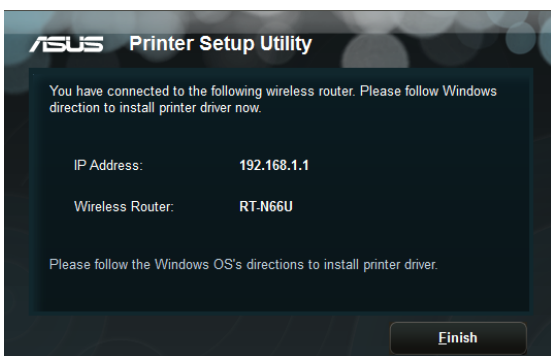 ASUS Printer Setup Utility
You have connected to the following wireless router. Please follow Windows
direction to install printer driver now.
IP Address: 192.168.1.1
Wireless Router: RT-N66U
Please follow the Windows OS's directions to install printer driver.
Finish